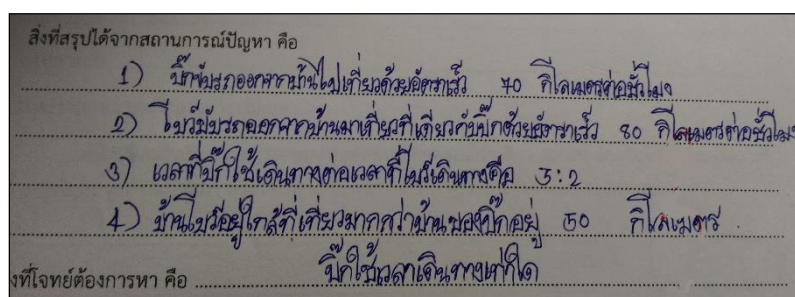 สิ่งที่สรุปได้จากสถานการณ์ปัญหา คือ
1) บิ๊กขับรถออกจากบ้านไปเที่ยวด้วยอัตราเร็ว 70 กิโลเมตรต่อชั่วโมง
2) ไบร์ทขับรถออกจากบ้านมาเที่ยวที่เดียวกับบิ๊กด้วยอัตราเร็ว 80 กิโลเมตรต่อชั่วโมง
3) เวลาที่บิ๊กใช้เดินทางต่อเวลาที่ไบร์ทเดินทางคือ 3:2
4) บ้านไบร์ทอยู่ใกล้ที่เที่ยวมากกว่าบ้านของบิ๊กอยู่ 50 กิโลเมตร
งที่โจทย์ต้องการหา คือ บิ๊กใช้เวลาเดินทางเท่าใด